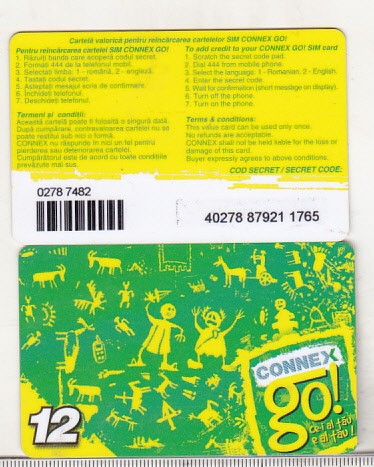 Cartelă valorică pentru reîncărcarea cartelelor SIM CONNEX GO!
Pentru reîncărcarea cartelei SIM CONNEX GO!
1. Răzuiți banda care acoperă codul secret.
2. Formați 444 de la telefonul mobil.
3. Selectați limba: 1 - română, 2 - engleză.
4. Tastați codul secret.
5. Așteptați mesajul scris de confirmare.
6. Închideți telefonul.
7. Deschideți telefonul.
Termeni și condiții:
Această cartelă poate fi folosită o singură dată.
După cumpărare, contravaloarea cartelei nu se
poate restitui sub nici o formă.
CONNEX nu răspunde în nici un fel pentru
pierderea sau deteriorarea cartelei.
Cumpărătorul este de acord cu toate condițiile
prevăzute mai sus.
To add credit to your CONNEX GO! SIM card
1. Scratch the secret code pad.
2. Dial 444 from mobile phone.
3. Select the language: 1 - Romanian, 2 - English.
4. Enter the secret code.
5. Wait for confirmation (short message on display).
6. Turn off the phone.
7. Turn on the phone.
Terms & conditions:
This value card can be used only once.
No refunds are acceptable.
CONNEX shall not be held liable for the loss or
damage of this card.
Buyer expressly agrees to above conditions.
COD SECRET / SECRET CODE:
0278 7482
40278 87921 1765
12
CONNEX
go!
ce-i al tău
e al tău!